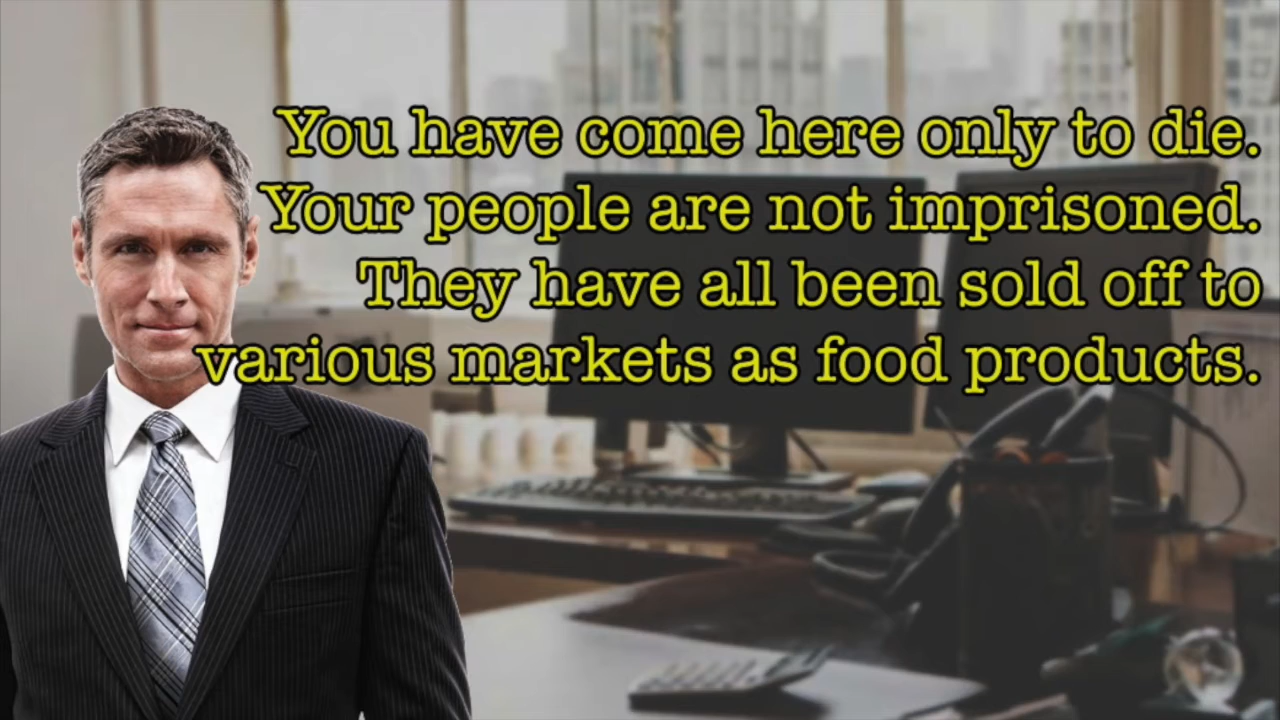 You have come here only to die.
Your people are not imprisoned.
They have all been sold off to
various markets as food products.